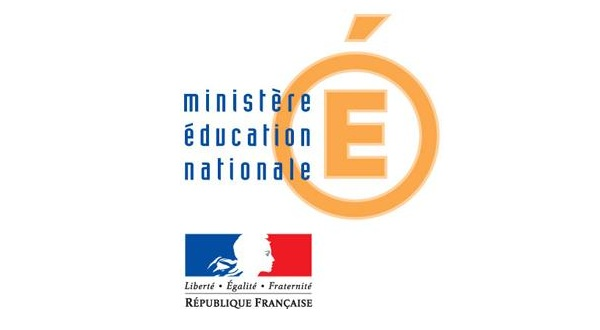 ministère
éducation
nationale
É
Liberté • Égalité • Fraternité
RÉPUBLIQUE FRANÇAISE